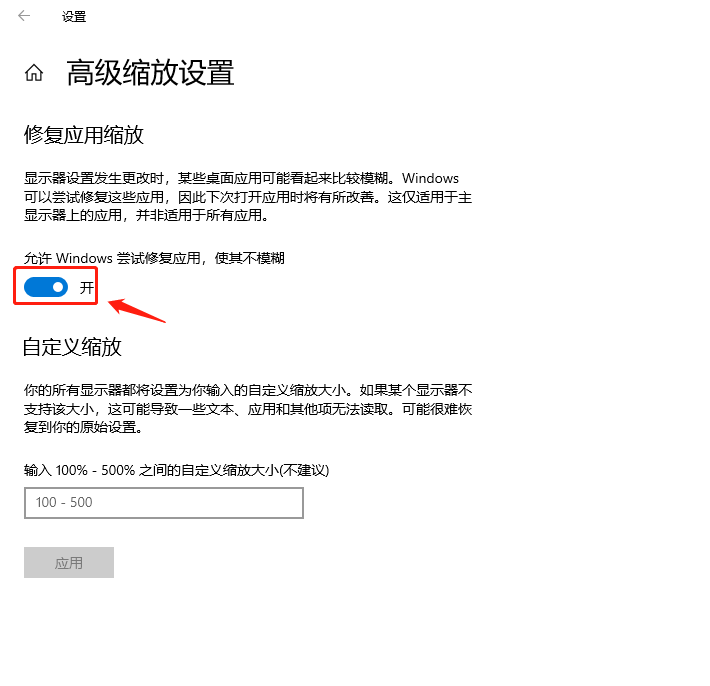 设置
高级缩放设置
修复应用缩放
显示器设置发生更改时，某些桌面应用可能看起来比较模糊。Windows
可以尝试修复这些应用，因此下次打开应用时将有所改善。这仅适用于主
显示器上的应用，并非适用于所有应用。
允许 Windows 尝试修复应用，使其不模糊
开
自定义缩放
你的所有显示器都将设置为你输入的自定义缩放大小。如果某个显示器不
支持该大小，这可能导致一些文本、应用和其他项无法读取。可能很难恢
复到你的原始设置。
输入 100% - 500% 之间的自定义缩放大小(不建议)
100 - 500
应用